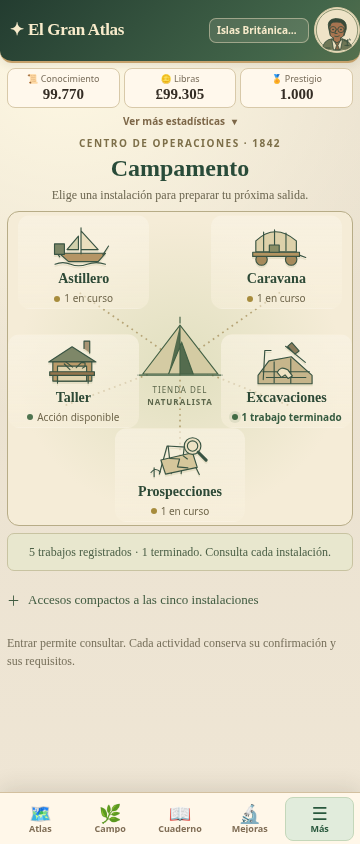 ✦ El Gran Atlas
Islas Británica...
📜 Conocimiento
99.770
🪙 Libras
£99.305
🏅 Prestigio
1.000
Ver más estadísticas ▼
CENTRO DE OPERACIONES · 1842
Campamento
Elige una instalación para preparar tu próxima salida.
Astillero
1 en curso
Caravana
1 en curso
TIENDA DEL
NATURALISTA
Taller
Acción disponible
Excavaciones
1 trabajo terminado
Prospecciones
1 en curso
5 trabajos registrados · 1 terminado. Consulta cada instalación.
+ Accesos compactos a las cinco instalaciones
Entrar permite consultar. Cada actividad conserva su confirmación y
sus requisitos.
Atlas
Campo
Cuaderno
Mejoras
Más